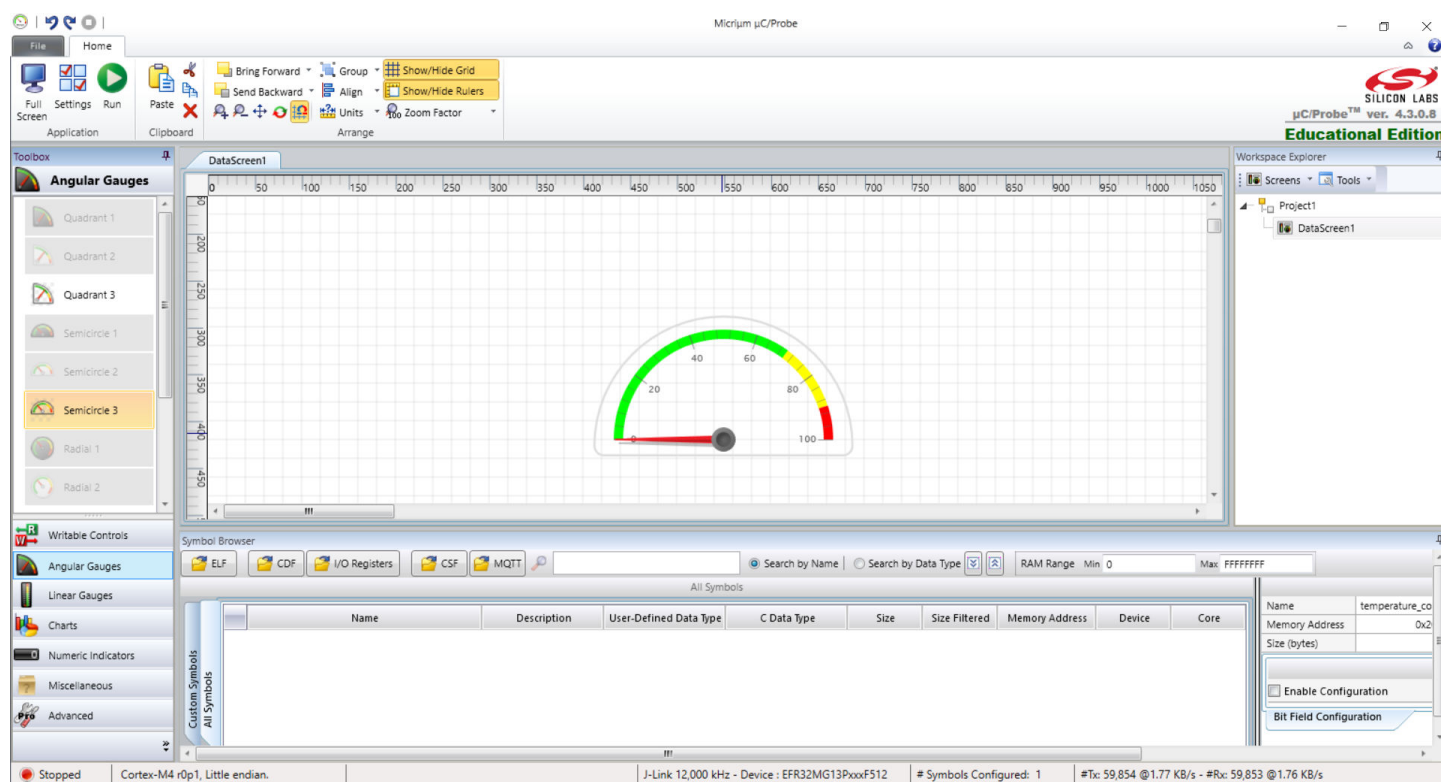 Micriµm µC/Probe
File Home
Full Screen
Settings
Run
Application
Paste
Clipboard
Bring Forward
Group
Show/Hide Grid
Send Backward
Align
Show/Hide Rulers
Units
100
Zoom Factor
Arrange
SILICON LABS
µC/Probe™ ver. 4.3.0.8
Educational Edition
Toolbox
Angular Gauges
Quadrant 1
Quadrant 2
Quadrant 3
Semicircle 1
Semicircle 2
Semicircle 3
Radial 1
Radial 2
Writable Controls
Angular Gauges
Linear Gauges
Charts
Numeric Indicators
Miscellaneous
Advanced
DataScreen1
0 50 100 150 200 250 300 350 400 450 500 550 600 650 700 750 800 850 900 950 1000 1050
50
200
250
300
350
400
450
0 20 40 60 80 100
Workspace Explorer
Screens Tools
Project1
DataScreen1
Symbol Browser
ELF CDF I/O Registers CSF MQTT
Search by Name Search by Data Type
RAM Range Min 0 Max FFFFFFFF
All Symbols
Name Description User-Defined Data Type C Data Type Size Size Filtered Memory Address Device Core
Custom Symbols
All Symbols
Name temperature_co
Memory Address 0x2
Size (bytes)
Enable Configuration
Bit Field Configuration
Stopped
Cortex-M4 r0p1, Little endian.
J-Link 12,000 kHz - Device : EFR32MG13PxxxF512
# Symbols Configured: 1
#Tx: 59,854 @1.77 KB/s - #Rx: 59,853 @1.76 KB/s